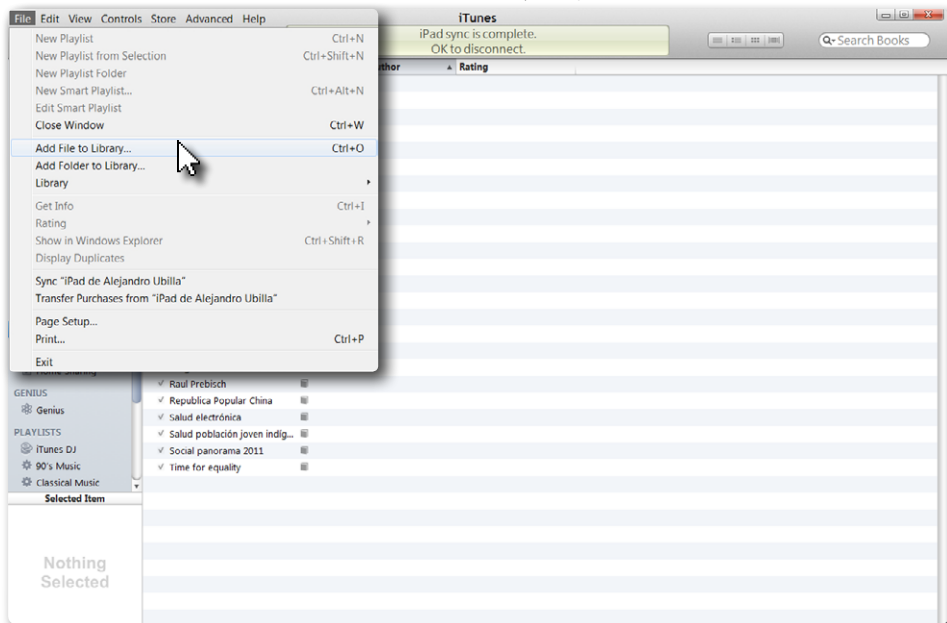 File Edit View Controls Store Advanced Help
iTunes
iPad sync is complete.
OK to disconnect.
Search Books
New Playlist Ctrl+N
New Playlist from Selection Ctrl+Shift+N
New Playlist Folder
New Smart Playlist... Ctrl+Alt+N
Edit Smart Playlist
Close Window Ctrl+W
Add File to Library... Ctrl+O
Add Folder to Library...
Library
Get Info Ctrl+I
Rating
Show in Windows Explorer Ctrl+Shift+R
Display Duplicates
Sync "iPad de Alejandro Ubilla"
Transfer Purchases from "iPad de Alejandro Ubilla"
Page Setup...
Print... Ctrl+P
Exit
thor Rating
Home Sharing
GENIUS
Genius
PLAYLISTS
iTunes DJ
90's Music
Classical Music
Selected Item
Nothing
Selected
Raul Prebisch
Republica Popular China
Salud electrónica
Salud población joven indíg...
Social panorama 2011
Time for equality